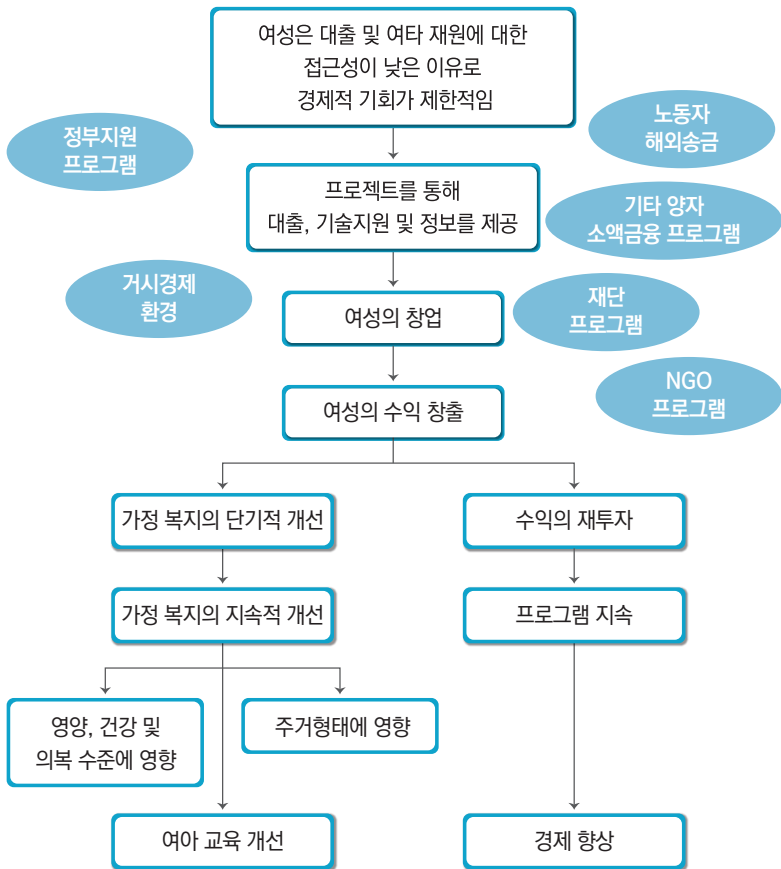 여성은 대출 및 여타 재원에 대한
접근성이 낮은 이유로
경제적 기회가 제한적임
정부지원
프로그램
노동자
해외송금
프로젝트를 통해
대출, 기술지원 및 정보를 제공
기타 양자
소액금융 프로그램
거시경제
환경
여성의 창업
재단
프로그램
여성의 수익 창출
NGO
프로그램
가정 복지의 단기적 개선
수익의 재투자
가정 복지의 지속적 개선
프로그램 지속
영양, 건강 및
의복 수준에 영향
주거형태에 영향
여아 교육 개선
경제 향상